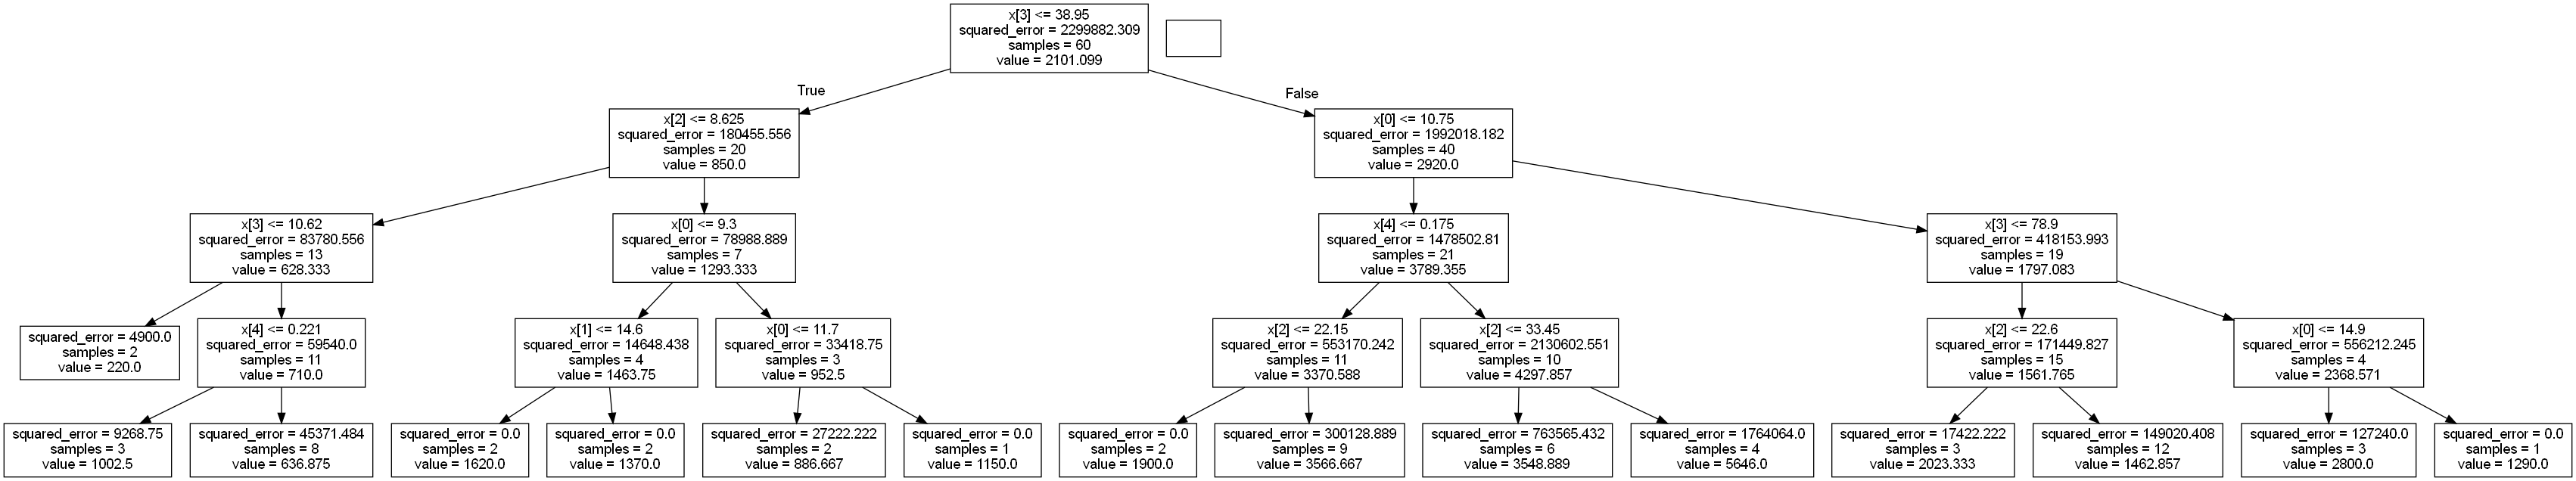 x[3] <= 38.95
squared_error = 2299882.309
samples = 60
value = 2101.099
True
False
x[2] <= 8.625
squared_error = 180455.556
samples = 20
value = 850.0
x[0] <= 10.75
squared_error = 1992018.182
samples = 40
value = 2920.0
x[3] <= 10.62
squared_error = 83780.556
samples = 13
value = 628.333
x[0] <= 9.3
squared_error = 78988.889
samples = 7
value = 1293.333
x[4] <= 0.175
squared_error = 1478502.81
samples = 21
value = 3789.355
x[3] <= 78.9
squared_error = 418153.993
samples = 19
value = 1797.083
squared_error = 4900.0
samples = 2
value = 220.0
x[4] <= 0.221
squared_error = 59540.0
samples = 11
value = 710.0
x[1] <= 14.6
squared_error = 14648.438
samples = 4
value = 1463.75
x[0] <= 11.7
squared_error = 33418.75
samples = 3
value = 952.5
x[2] <= 22.15
squared_error = 553170.242
samples = 11
value = 3370.588
x[2] <= 33.45
squared_error = 2130602.551
samples = 10
value = 4297.857
x[2] <= 22.6
squared_error = 171449.827
samples = 15
value = 1561.765
x[0] <= 14.9
squared_error = 556212.245
samples = 4
value = 2368.571
squared_error = 9268.75
samples = 3
value = 1002.5
squared_error = 45371.484
samples = 8
value = 636.875
squared_error = 0.0
samples = 2
value = 1620.0
squared_error = 0.0
samples = 2
value = 1370.0
squared_error = 27222.222
samples = 2
value = 886.667
squared_error = 0.0
samples = 1
value = 1150.0
squared_error = 0.0
samples = 2
value = 1900.0
squared_error = 300128.889
samples = 9
value = 3566.667
squared_error = 763565.432
samples = 6
value = 3548.889
squared_error = 1764064.0
samples = 4
value = 5646.0
squared_error = 17422.222
samples = 3
value = 2023.333
squared_error = 149020.408
samples = 12
value = 1462.857
squared_error = 127240.0
samples = 3
value = 2800.0
squared_error = 0.0
samples = 1
value = 1290.0